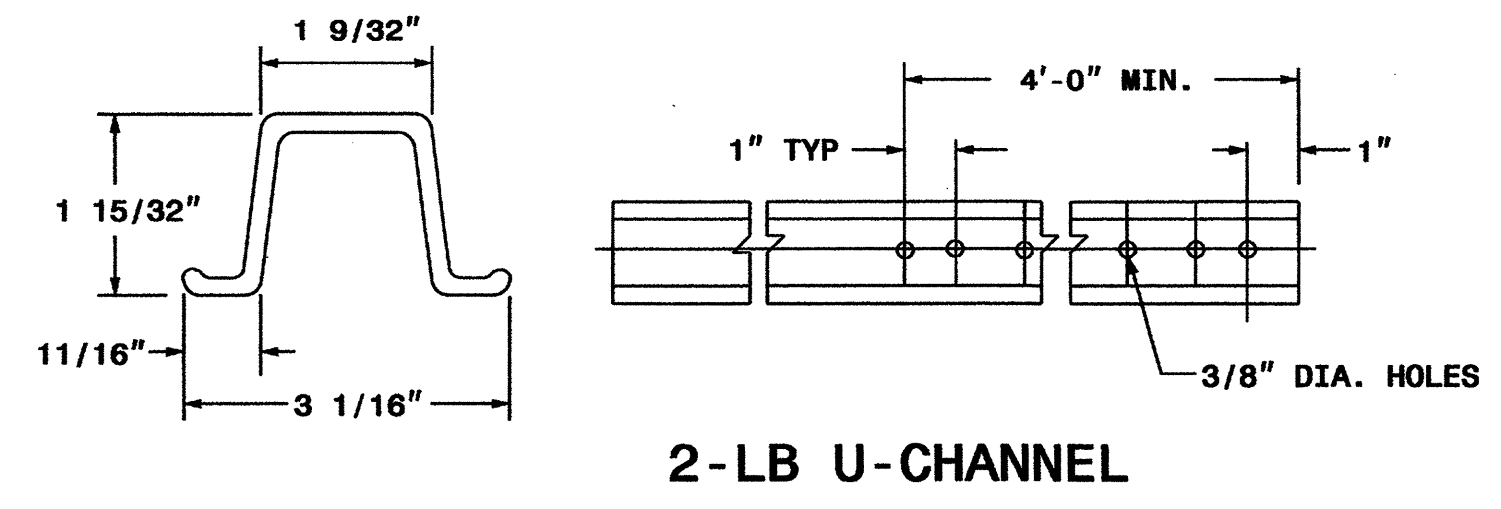 1 9/32"
1 15/32"
11/16"
3 1/16"
4'-0" MIN.
1" TYP
1"
3/8" DIA. HOLES
2-LB U-CHANNEL